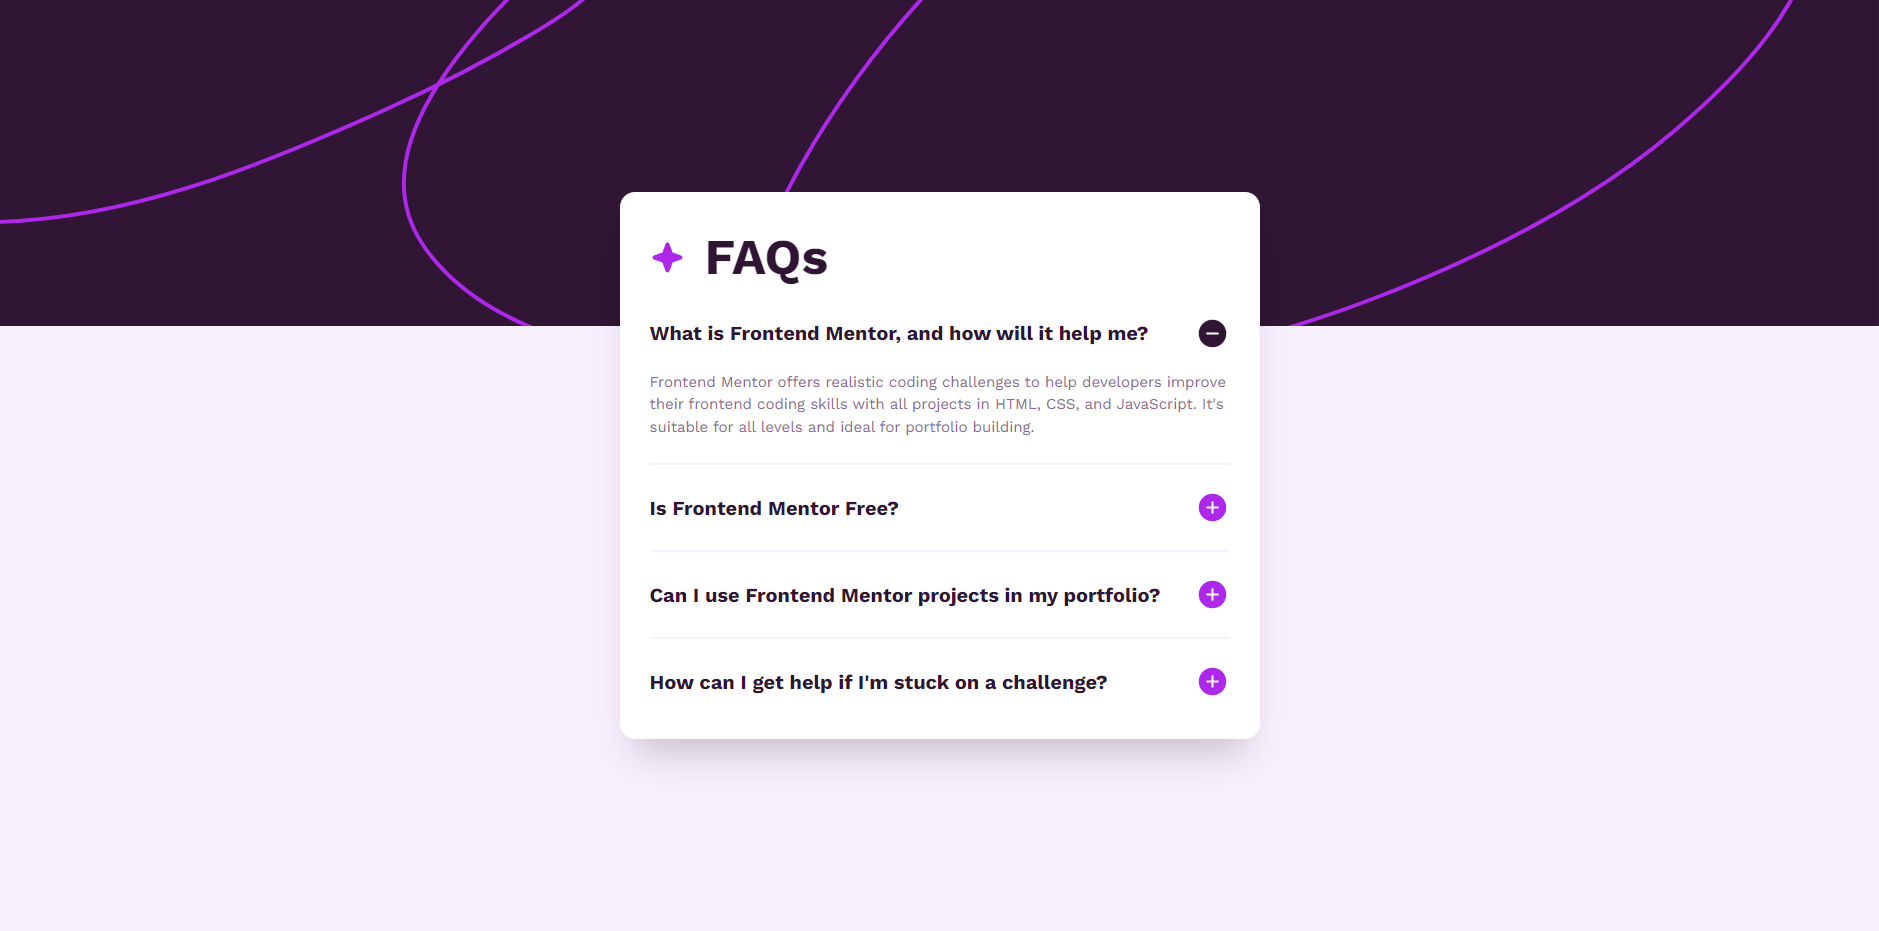 FAQs
What is Frontend Mentor, and how will it help me?
Frontend Mentor offers realistic coding challenges to help developers improve
their frontend coding skills with all projects in HTML, CSS, and JavaScript. It's
suitable for all levels and ideal for portfolio building.
Is Frontend Mentor Free?
Can I use Frontend Mentor projects in my portfolio?
How can I get help if I'm stuck on a challenge?